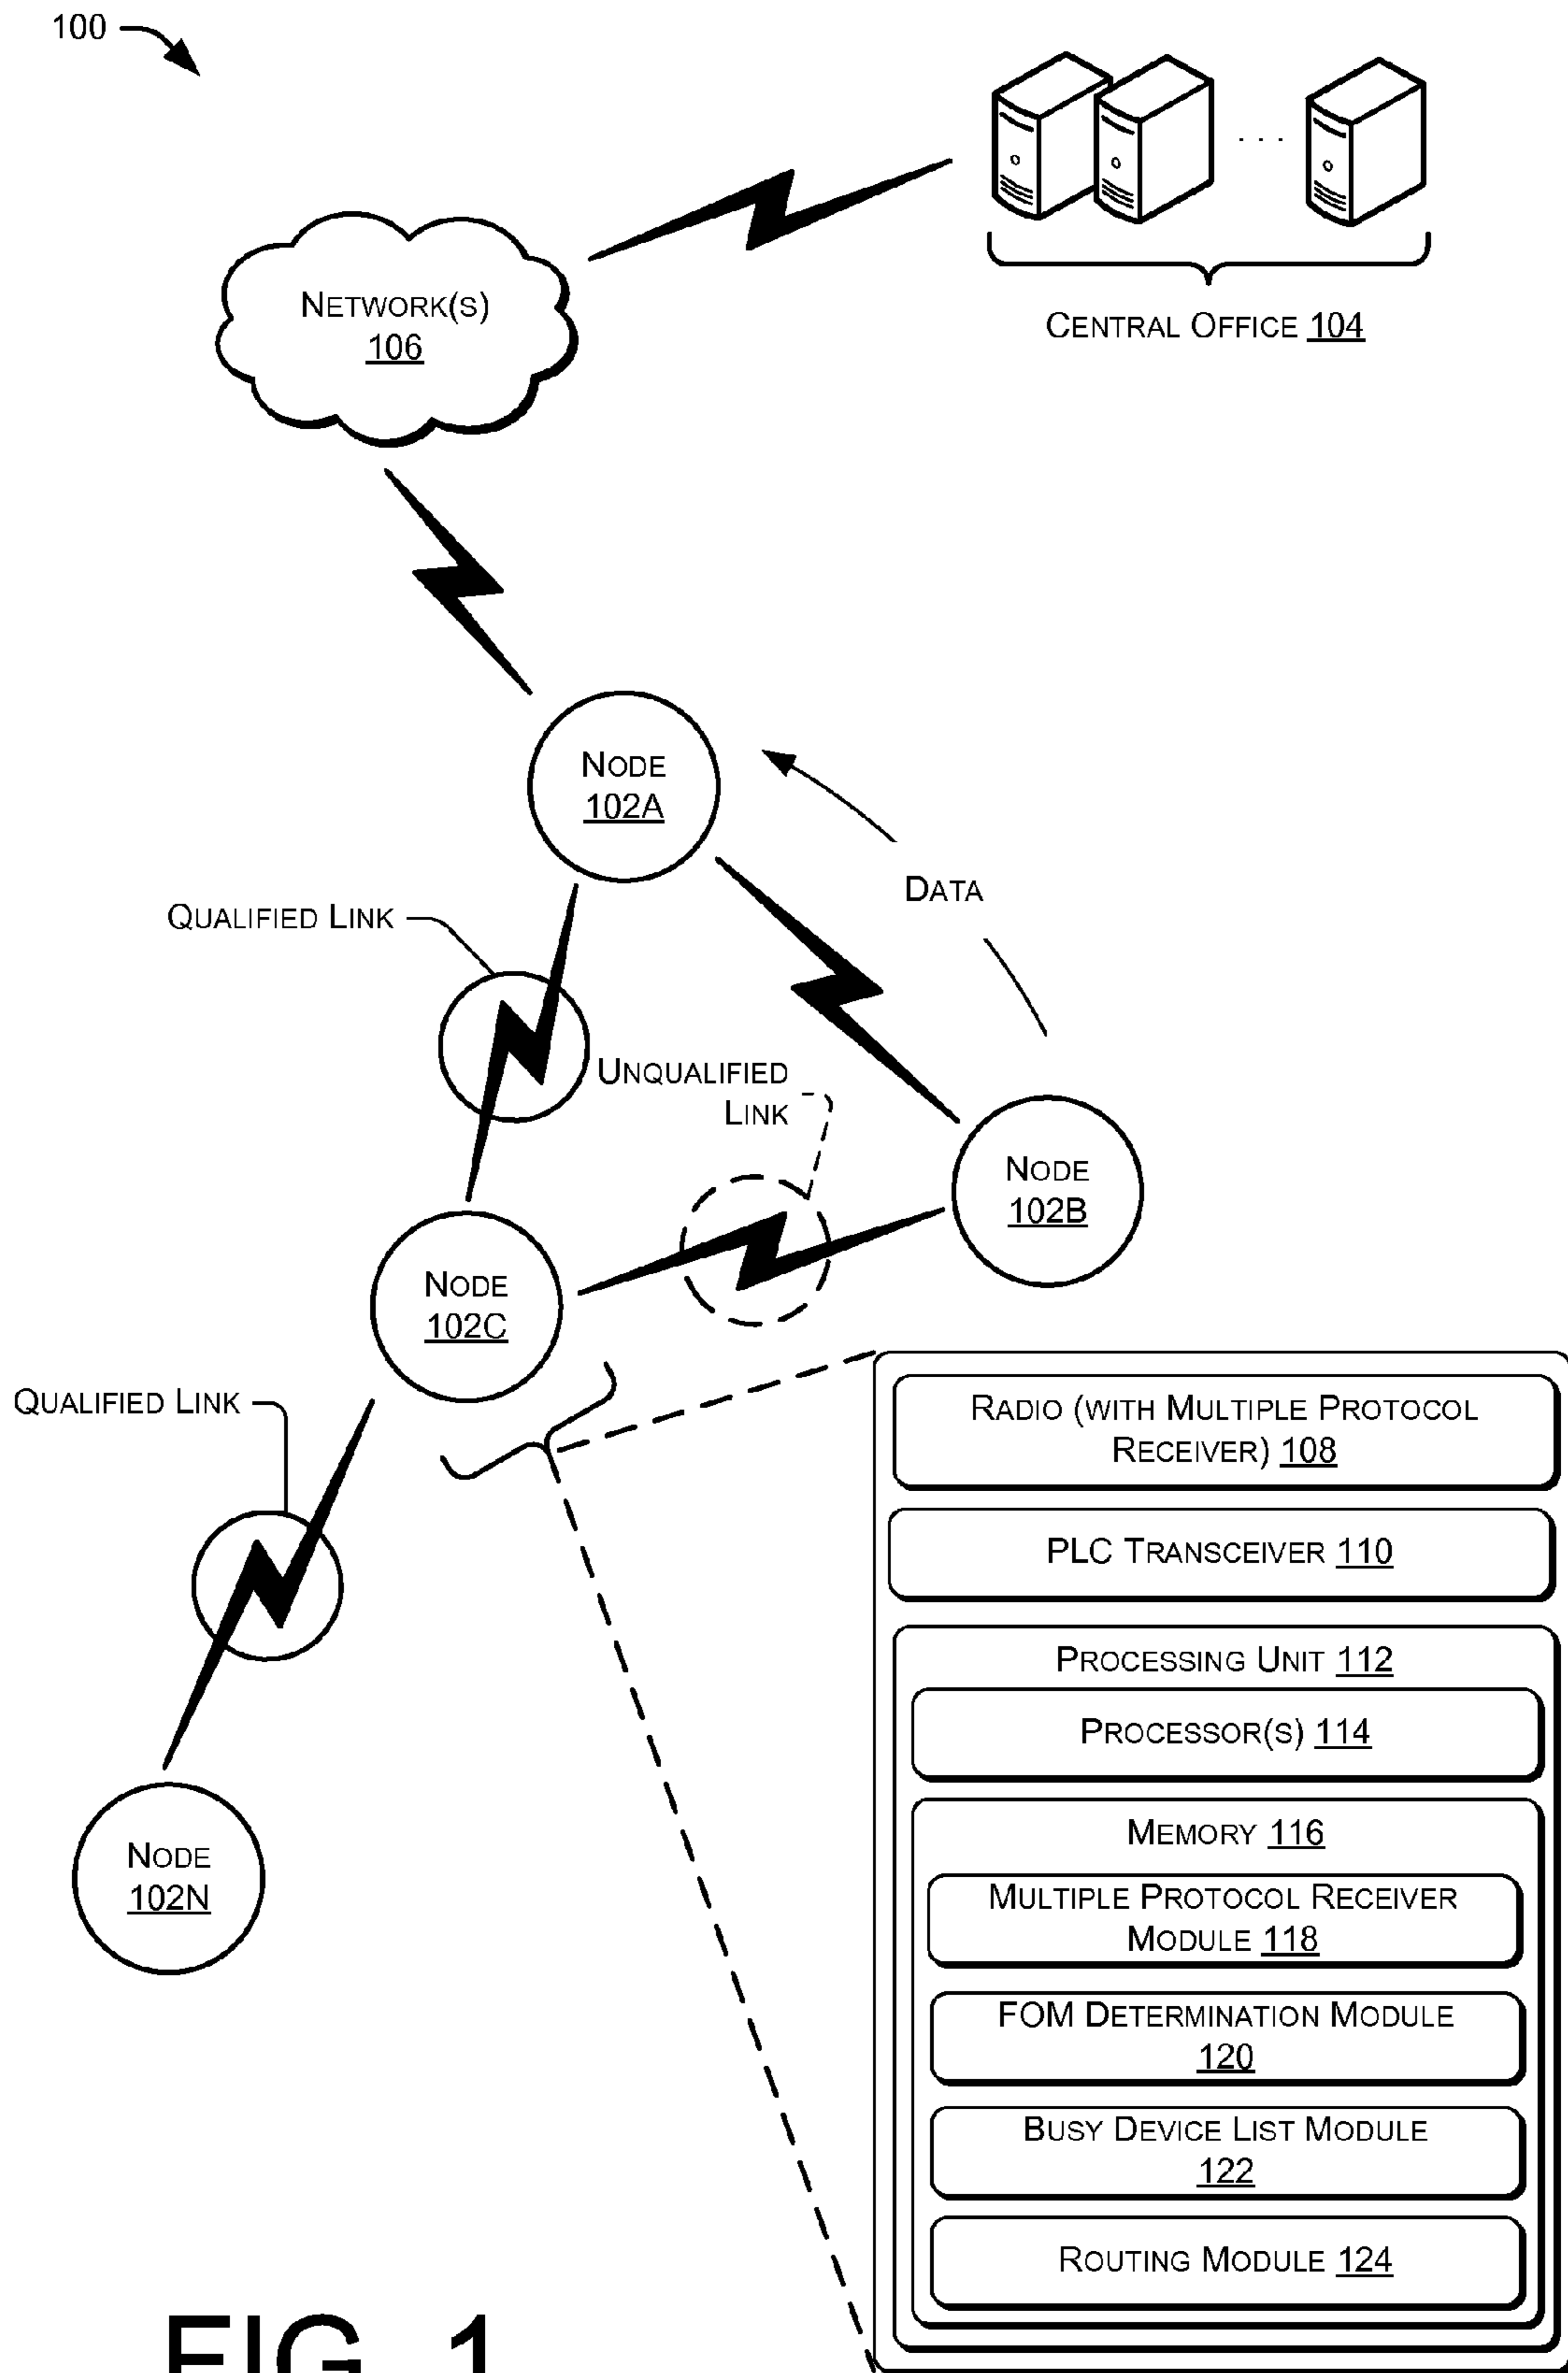 100
NETWORK(S)
106
CENTRAL OFFICE 104
NODE
102A
DATA
QUALIFIED LINK
UNQUALIFIED
LINK
NODE
102B
NODE
102C
QUALIFIED LINK
NODE
102N
RADIO (WITH MULTIPLE PROTOCOL
RECEIVER) 108
PLC TRANSCEIVER 110
PROCESSING UNIT 112
PROCESSOR(S) 114
MEMORY 116
MULTIPLE PROTOCOL RECEIVER
MODULE 118
FOM DETERMINATION MODULE
120
BUSY DEVICE LIST MODULE
122
ROUTING MODULE 124
FIG. 1